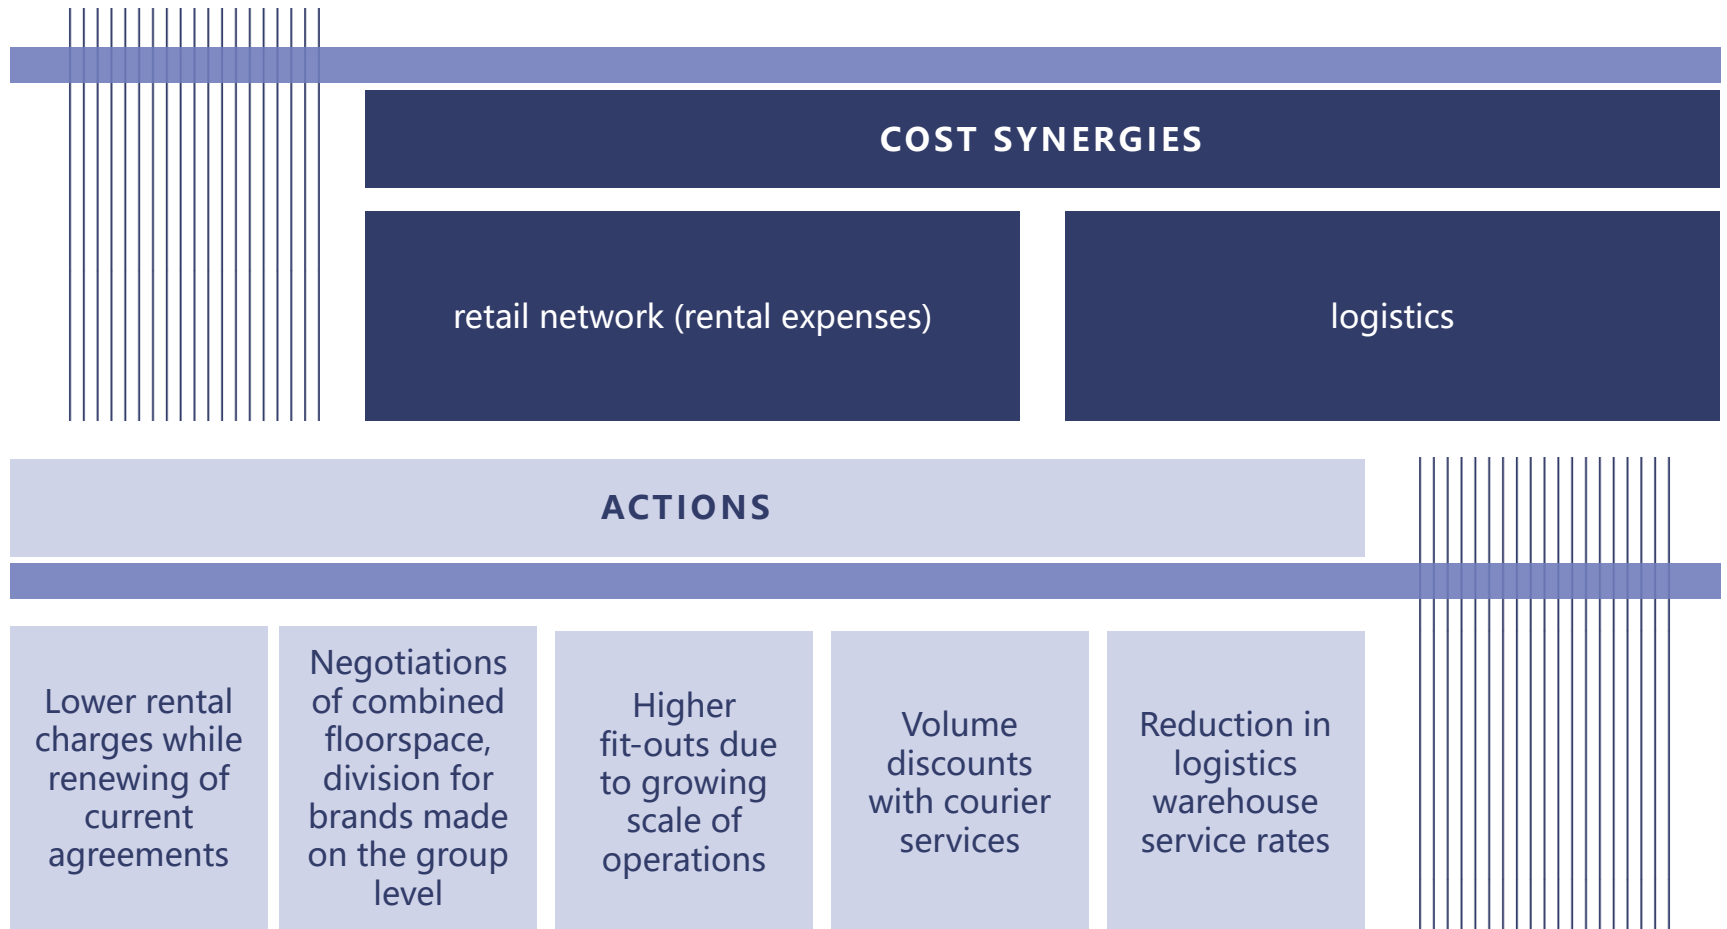 COST SYNERGIES
retail network (rental expenses)
logistics
ACTIONS
Lower rental
charges while
renewing of
current
agreements
Negotiations
of combined
floorspace,
division for
brands made
on the group
level
Higher
fit-outs due
to growing
scale of
operations
Volume
discounts
with courier
services
Reduction in
logistics
warehouse
service rates